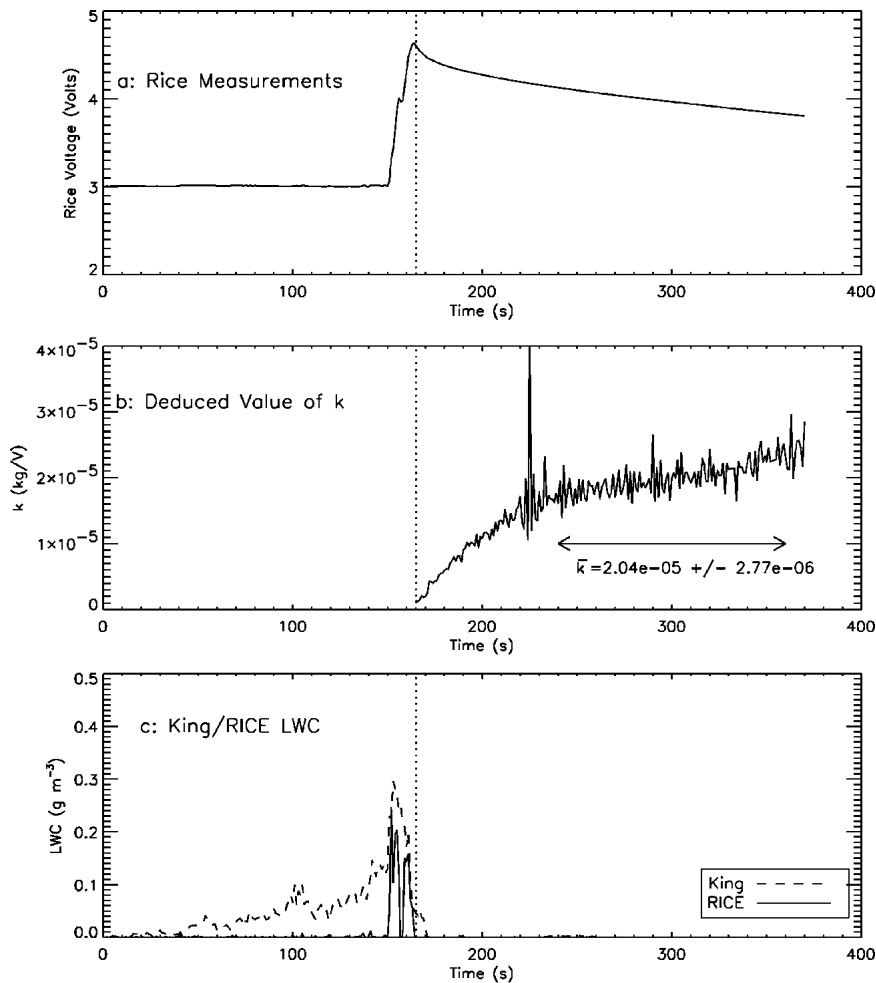 5
4
3
2
Rice Voltage (Volts)
a: Rice Measurements
0 100 200 300 400
Time (s)
4×10⁻⁵
3×10⁻⁵
2×10⁻⁵
1×10⁻⁵
0
k (kg/V)
b: Deduced Value of k
k̅=2.04e−05 +/− 2.77e−06
0 100 200 300 400
Time (s)
0.5
0.4
0.3
0.2
0.1
0.0
LWC (g m⁻³)
c: King/RICE LWC
King
RICE
0 100 200 300 400
Time (s)